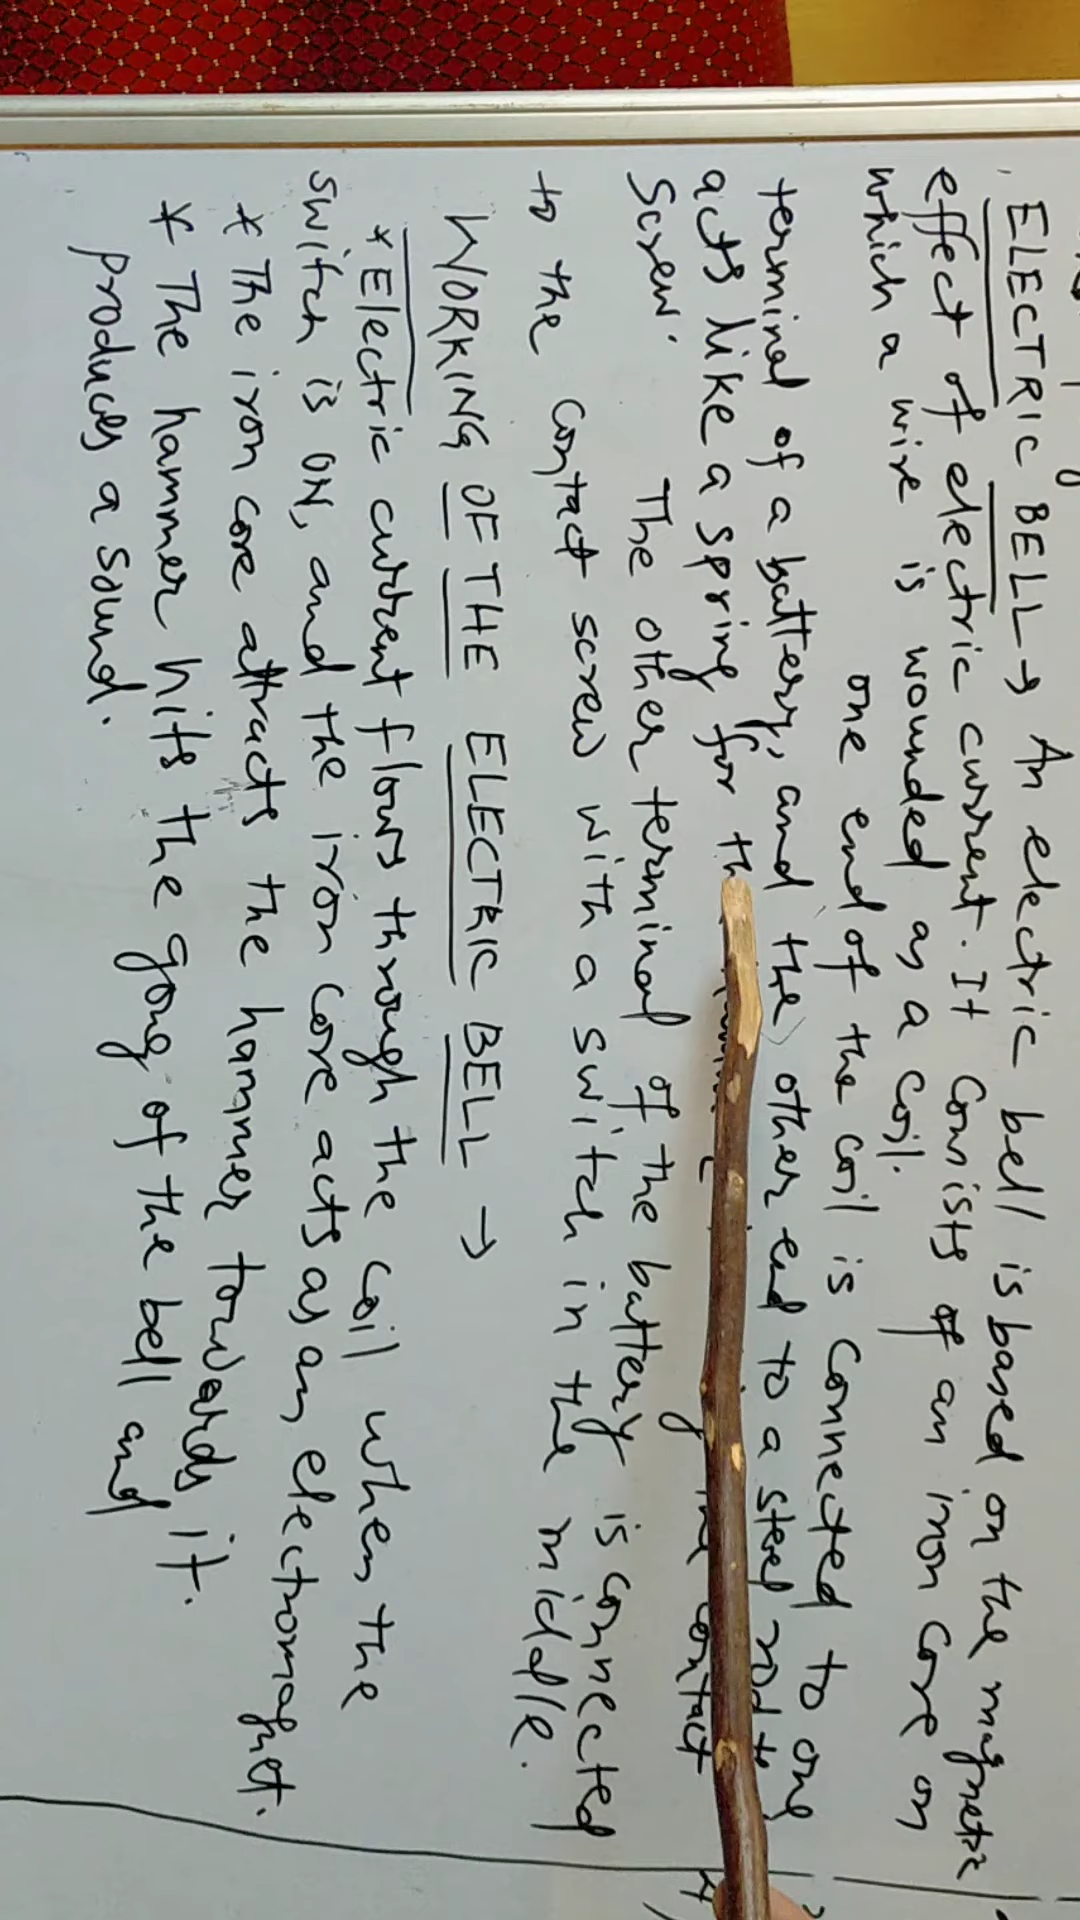 ELECTRIC BELL → An electric bell is based on the magnetic
effect of electric current. It consists of an iron core on
which a wire is wounded as a coil.
one end of the coil is connected to one
terminal of a battery, and the other end to a steel rod
acts like a spring for contact
Screw. The other terminal of the battery is connected
to the contact screw with a switch in the middle.
WORKING OF THE ELECTRIC BELL →
* Electric current flows through the coil when the
switch is ON, and the iron core acts as an electromagnet.
* The iron core attracts the hammer towards it.
* The hammer hits the gong of the bell and
produces a sound.